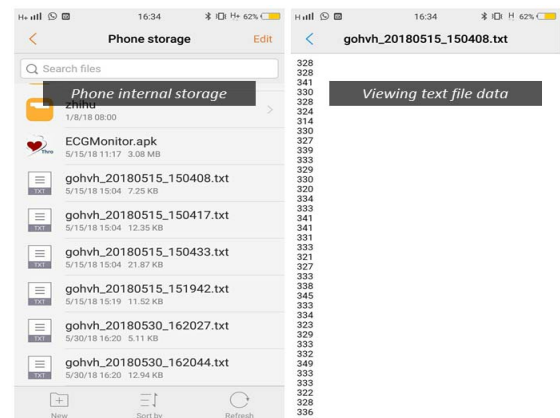 H+ 16:34 62%
Phone storage Edit
Search files
Phone internal storage
zhihu
1/8/18 08:00
ECGMonitor.apk
5/15/18 11:17 3.08 MB
gohvh_20180515_150408.txt
TXT 5/15/18 15:04 7.25 KB
gohvh_20180515_150417.txt
TXT 5/15/18 15:04 12.35 KB
gohvh_20180515_150433.txt
TXT 5/15/18 15:04 21.87 KB
gohvh_20180515_151942.txt
TXT 5/15/18 15:19 11.52 KB
gohvh_20180530_162027.txt
TXT 5/30/18 16:20 5.11 KB
gohvh_20180530_162044.txt
TXT 5/30/18 16:20 12.94 KB
New Sort by Refresh
H 16:34 H 62%
gohvh_20180515_150408.txt
Viewing text file data
328
328
341
330
328
324
314
330
327
339
333
329
330
320
334
333
341
341
331
333
321
327
333
338
345
333
334
323
329
333
332
349
333
333
322
328
336